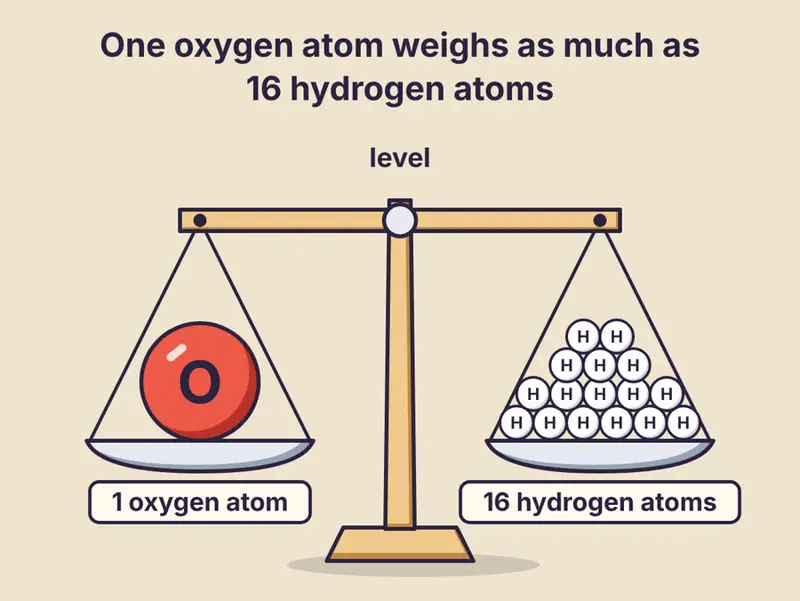 One oxygen atom weighs as much as
16 hydrogen atoms
level
O
H H
H H H
H H H H H
H H H H H H
1 oxygen atom
16 hydrogen atoms